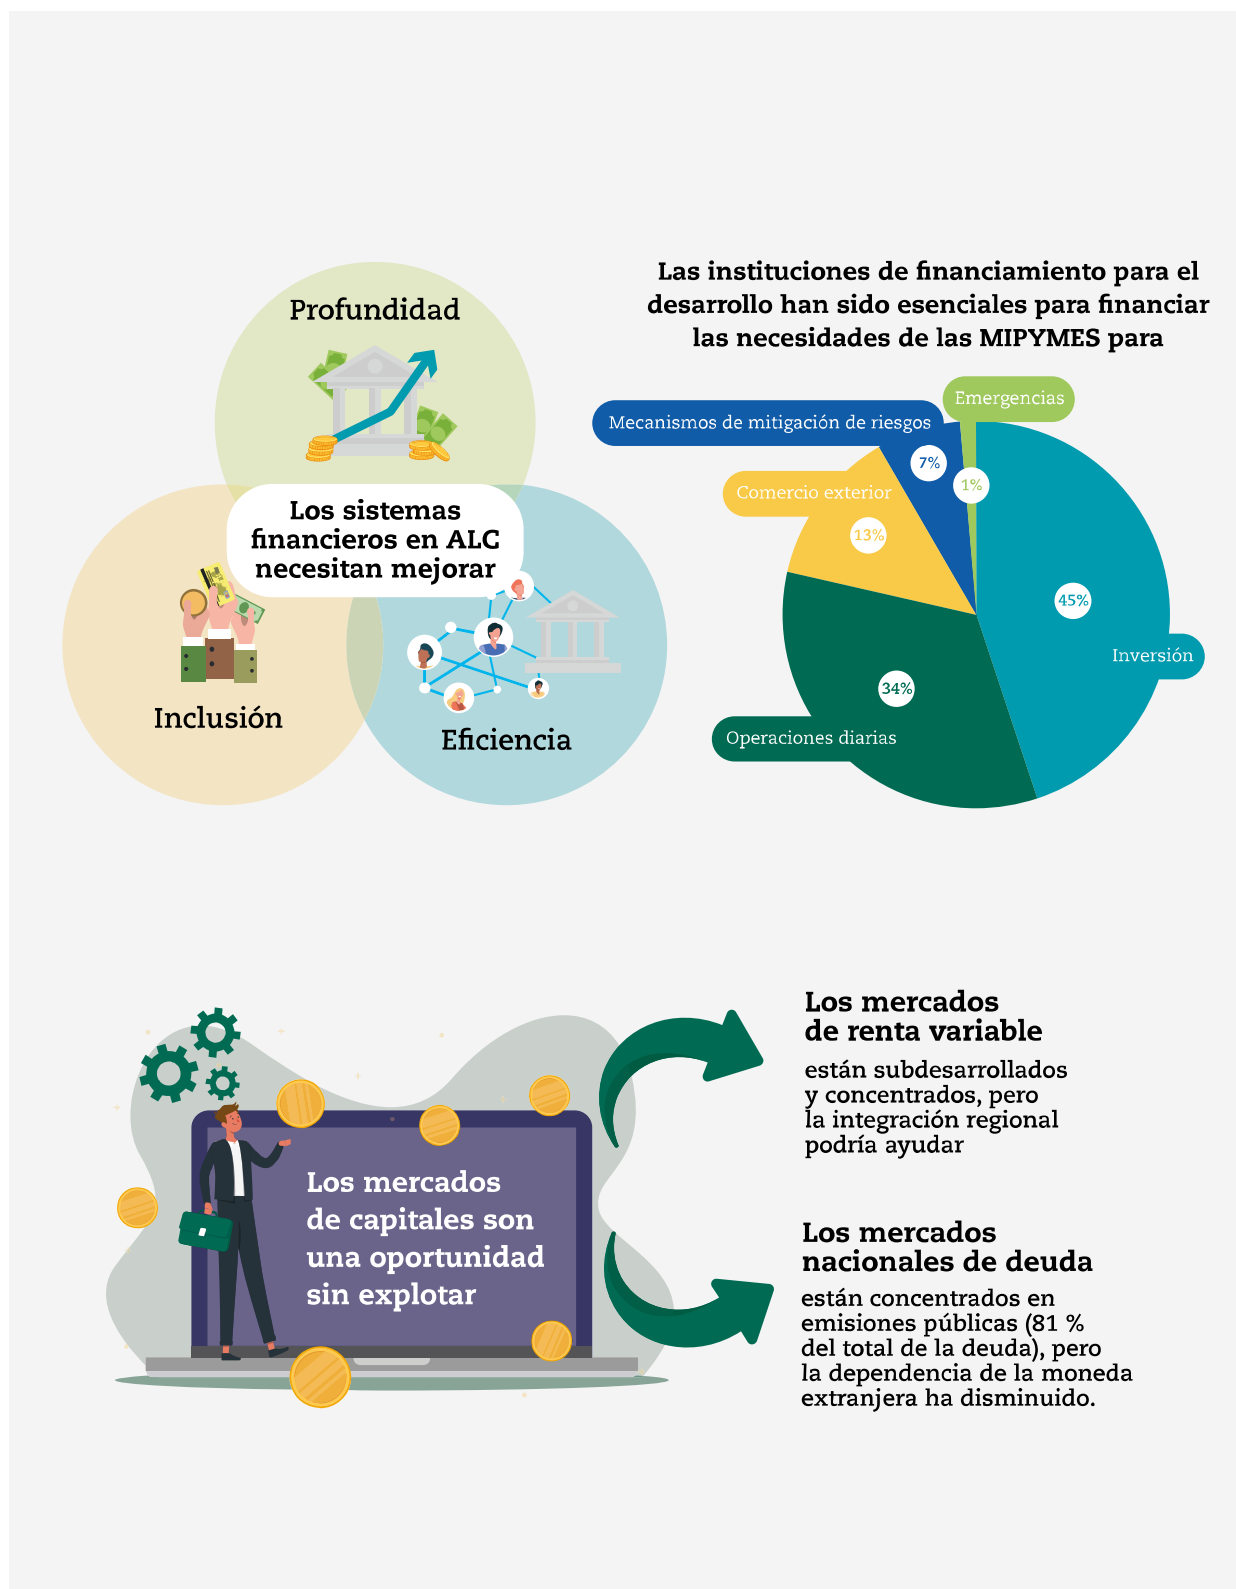 Profundidad
Los sistemas
financieros en ALC
necesitan mejorar
Inclusión
Eficiencia
Las instituciones de financiamiento para el
desarrollo han sido esenciales para financiar
las necesidades de las MIPYMES para
Emergencias
Mecanismos de mitigación de riesgos
7%
1%
Comercio exterior
13%
45%
Inversión
34%
Operaciones diarias
Los mercados
de capitales son
una oportunidad
sin explotar
Los mercados
de renta variable
están subdesarrollados
y concentrados, pero
la integración regional
podría ayudar
Los mercados
nacionales de deuda
están concentrados en
emisiones públicas (81 %
del total de la deuda), pero
la dependencia de la moneda
extranjera ha disminuido.